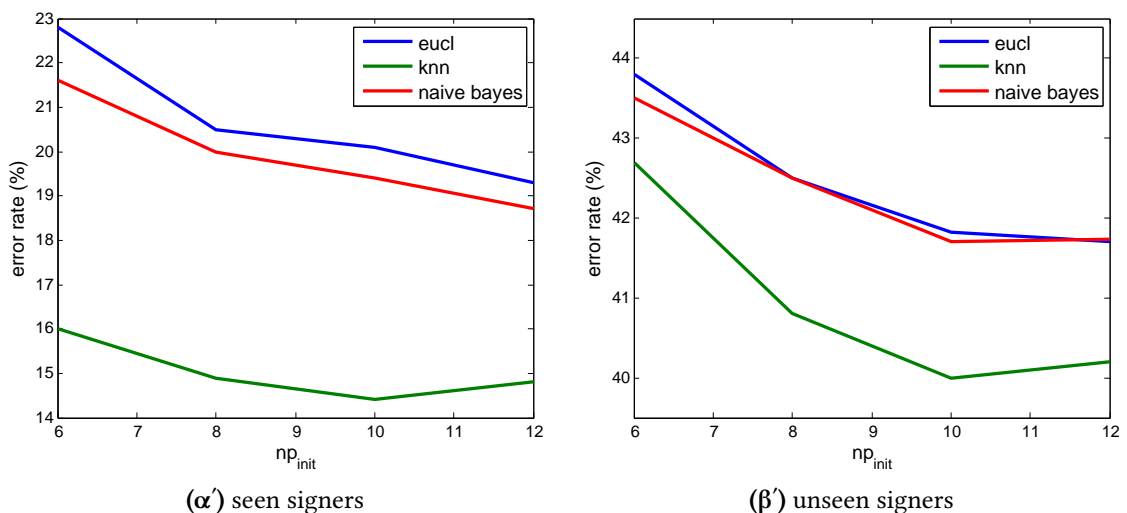 23
22
21
20
19
18
17
16
15
14
error rate (%)
6 7 8 9 10 11 12
np_init
eucl
knn
naive bayes
(α′) seen signers
44
43
42
41
40
error rate (%)
6 7 8 9 10 11 12
np_init
eucl
knn
naive bayes
(β′) unseen signers